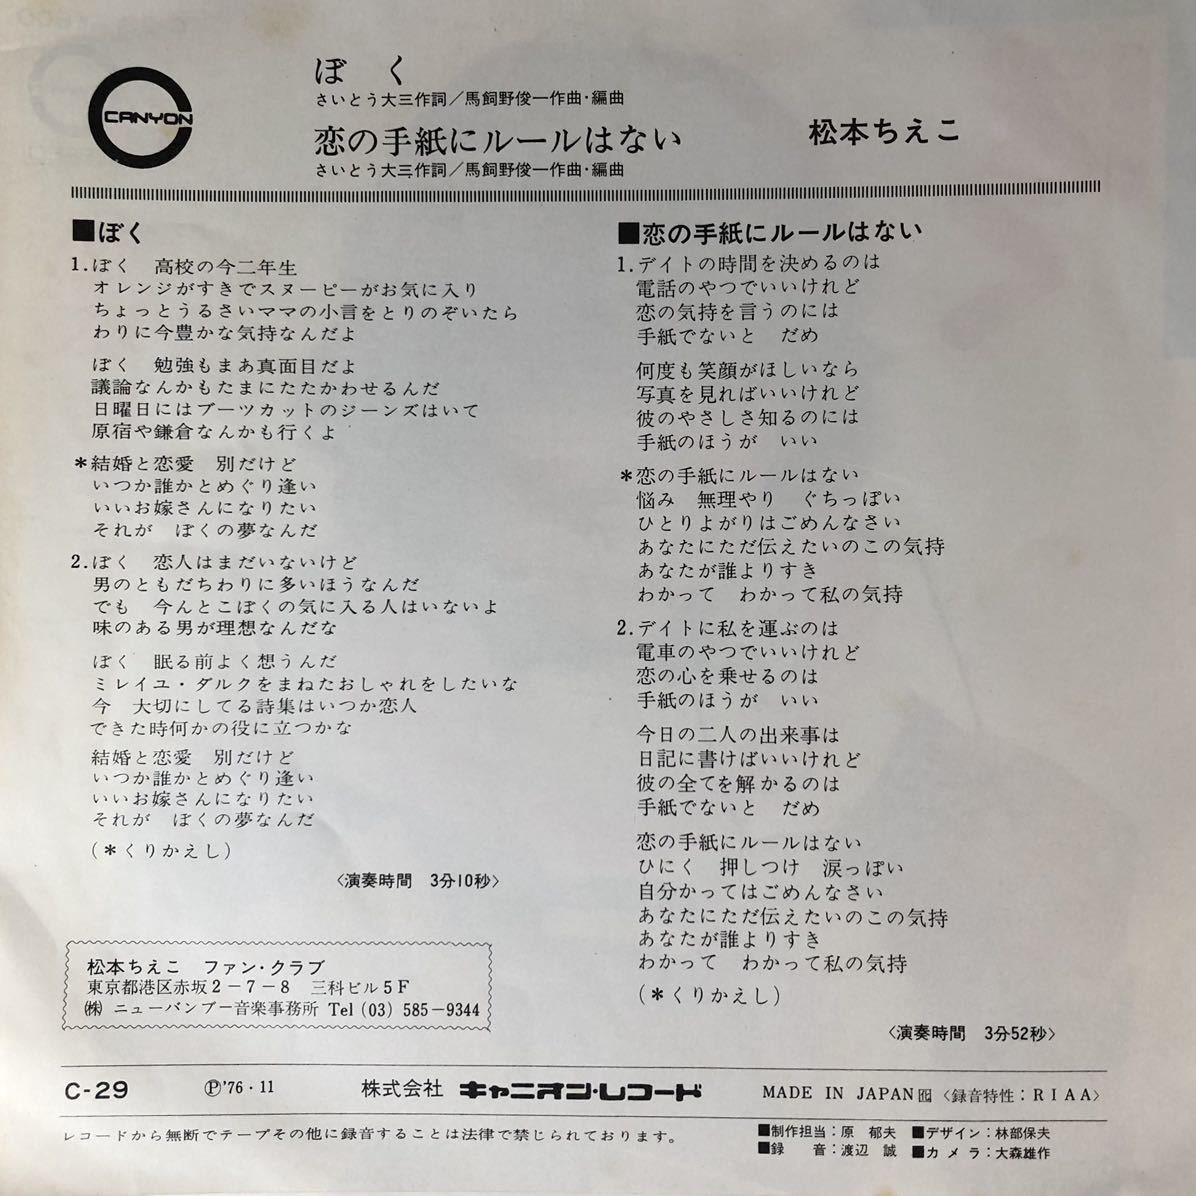 CANYON
ぼく
さいとう大三作詞／馬飼野俊一作曲・編曲
恋の手紙にルールはない
さいとう大三作詞／馬飼野俊一作曲・編曲
松本ちえこ
■ぼく
1.ぼく　高校の今二年生
オレンジがすきでスヌーピーがお気に入り
ちょっとうるさいママの小言をとりのぞいたら
わりに今豊かな気持なんだよ
ぼく　勉強もまあ真面目だよ
議論なんかもたまにたたかわせるんだ
日曜日にはブーツカットのジーンズはいて
原宿や鎌倉なんかも行くよ
＊結婚と恋愛　別だけど
いつか誰かとめぐり逢い
いいお嫁さんになりたい
それが　ぼくの夢なんだ
2.ぼく　恋人はまだいないけど
男のともだちわりに多いほうなんだ
でも　今んとこぼくの気に入る人はいないよ
味のある男が理想なんだな
ぼく　眠る前よく想うんだ
ミレイユ・ダルクをまねたおしゃれをしたいな
今　大切にしてる詩集はいつか恋人
できた時何かの役に立つかな
結婚と恋愛　別だけど
いつか誰かとめぐり逢い
いいお嫁さんになりたい
それが　ぼくの夢なんだ
（＊くりかえし）
〈演奏時間　3分10秒〉
■恋の手紙にルールはない
1.デイトの時間を決めるのは
電話のやつでいいけれど
恋の気持を言うのには
手紙でないと　だめ
何度も笑顔がほしいなら
写真を見ればいいけれど
彼のやさしさ知るのには
手紙のほうが　いい
＊恋の手紙にルールはない
悩み　無理やり　ぐちっぽい
ひとりよがりはごめんなさい
あなたにただ伝えたいのこの気持
あなたが誰よりすき
わかって　わかって私の気持
2.デイトに私を運ぶのは
電車のやつでいいけれど
恋の心を乗せるのは
手紙のほうが　いい
今日の二人の出来事は
日記に書けばいいけれど
彼の全てを解かるのは
手紙でないと　だめ
恋の手紙にルールはない
ひにく　押しつけ　涙っぽい
自分かってはごめんなさい
あなたにただ伝えたいのこの気持
あなたが誰よりすき
わかって　わかって私の気持
（＊くりかえし）
〈演奏時間　3分52秒〉
松本ちえこ　ファン・クラブ
東京都港区赤坂2－7－8　三科ビル5F
㈱ ニューバンブー音楽事務所 Tel (03) 585－9344
C-29　Ⓟ'76・11　株式会社 キャニオン・レコード　MADE IN JAPAN 〈録音特性：RIAA〉
レコードから無断でテープその他に録音することは法律で禁じられております。
■制作担当：原　郁夫　■デザイン：林部保夫
■録　　音：渡辺　誠　■カメラ：大森雄作